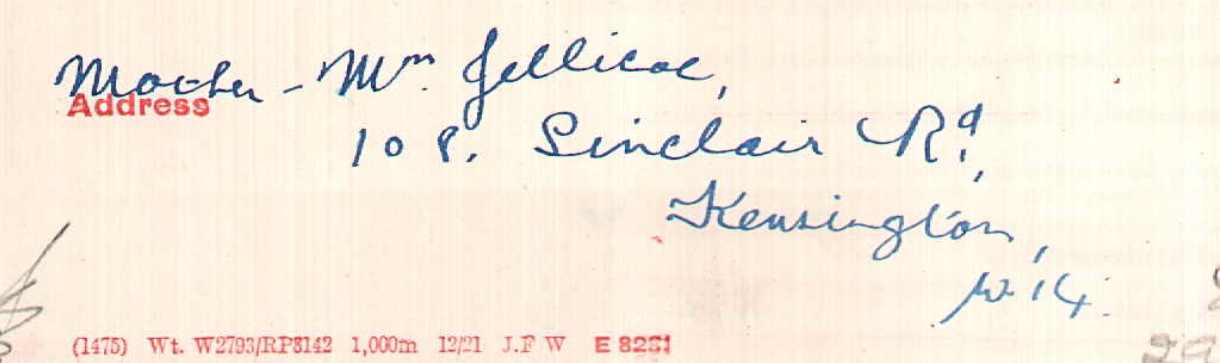 Mother - Mrs. Jellicoe,
Address
108, Sinclair Rd,
Kensington,
W.14.
(1475) Wt. W2793/RP8142 1,000m 12/21 J.F W E 8231